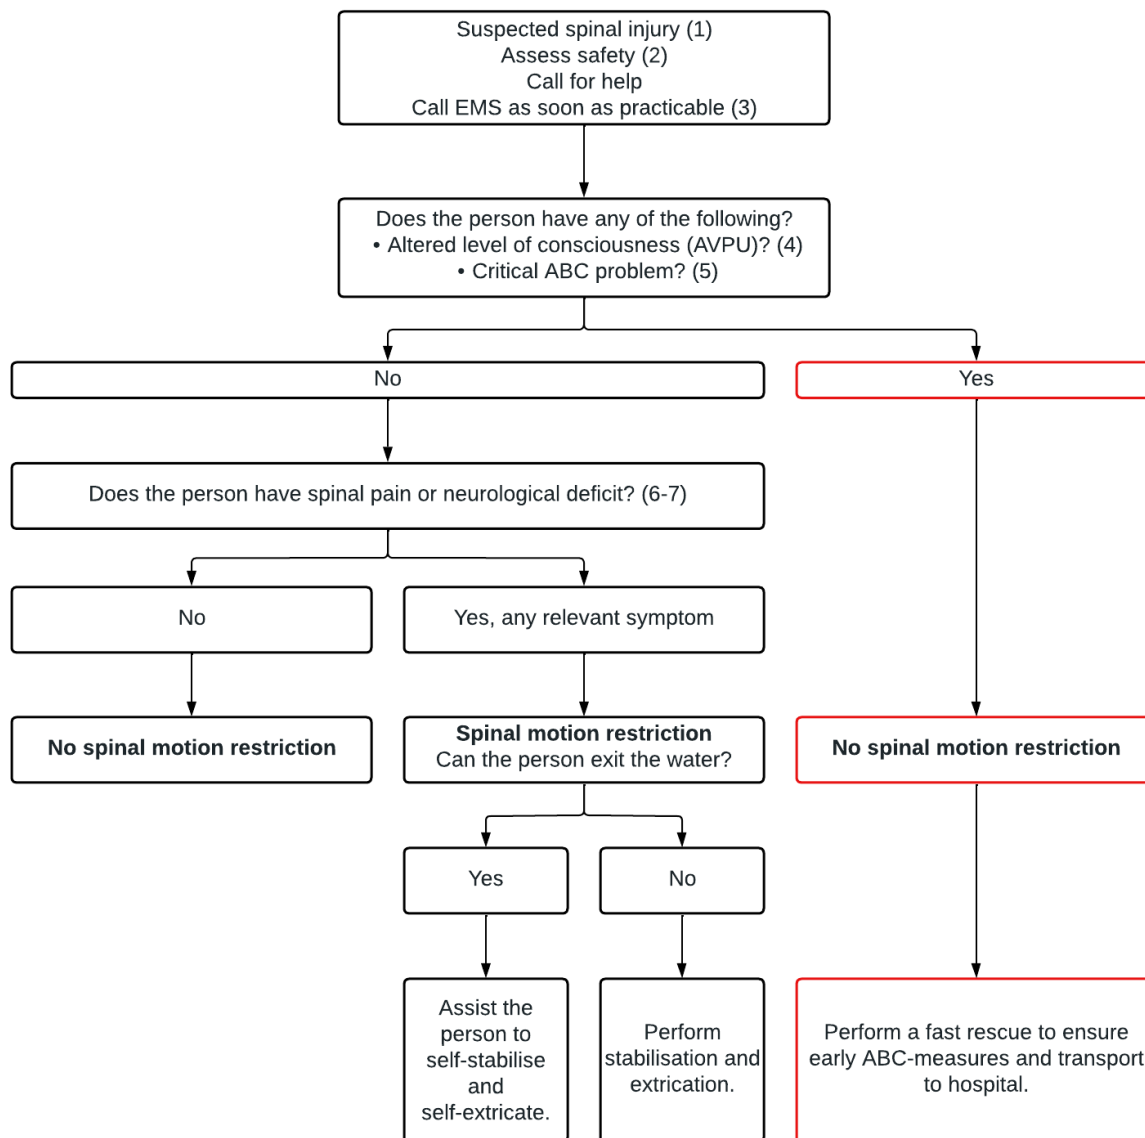 Suspected spinal injury (1)
Assess safety (2)
Call for help
Call EMS as soon as practicable (3)
Does the person have any of the following?
• Altered level of consciousness (AVPU)? (4)
• Critical ABC problem? (5)
No
Yes
Does the person have spinal pain or neurological deficit? (6-7)
No
Yes, any relevant symptom
No spinal motion restriction
Spinal motion restriction
Can the person exit the water?
No spinal motion restriction
Yes
No
Assist the
person to
self-stabilise
and
self-extricate.
Perform
stabilisation and
extrication.
Perform a fast rescue to ensure
early ABC-measures and transport
to hospital.